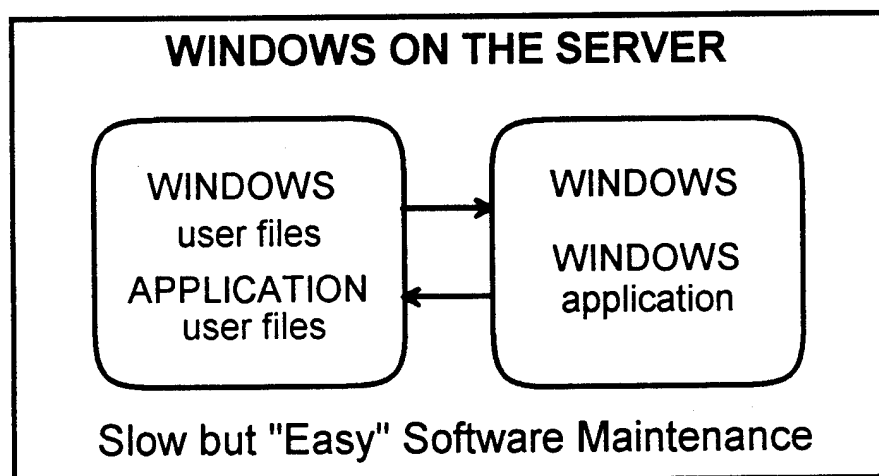 WINDOWS ON THE SERVER
WINDOWS
user files
APPLICATION
user files
WINDOWS
WINDOWS
application
Slow but "Easy" Software Maintenance